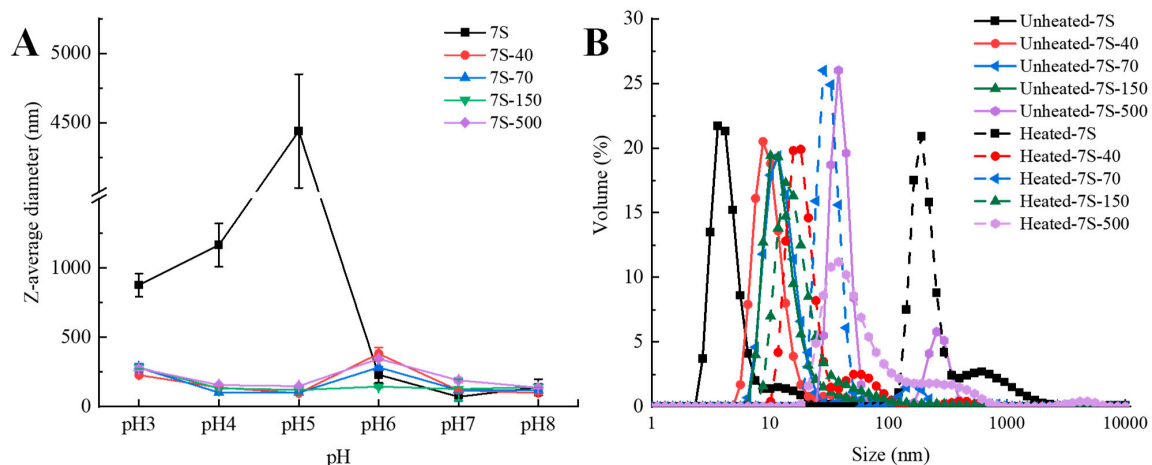 A
Z-average diameter (nm)
5250
4500
1000
500
0
7S
7S-40
7S-70
7S-150
7S-500
pH3 pH4 pH5 pH6 pH7 pH8
pH
B
Volume (%)
30
25
20
15
10
5
0
Unheated-7S
Unheated-7S-40
Unheated-7S-70
Unheated-7S-150
Unheated-7S-500
Heated-7S
Heated-7S-40
Heated-7S-70
Heated-7S-150
Heated-7S-500
1 10 100 1000 10000
Size (nm)